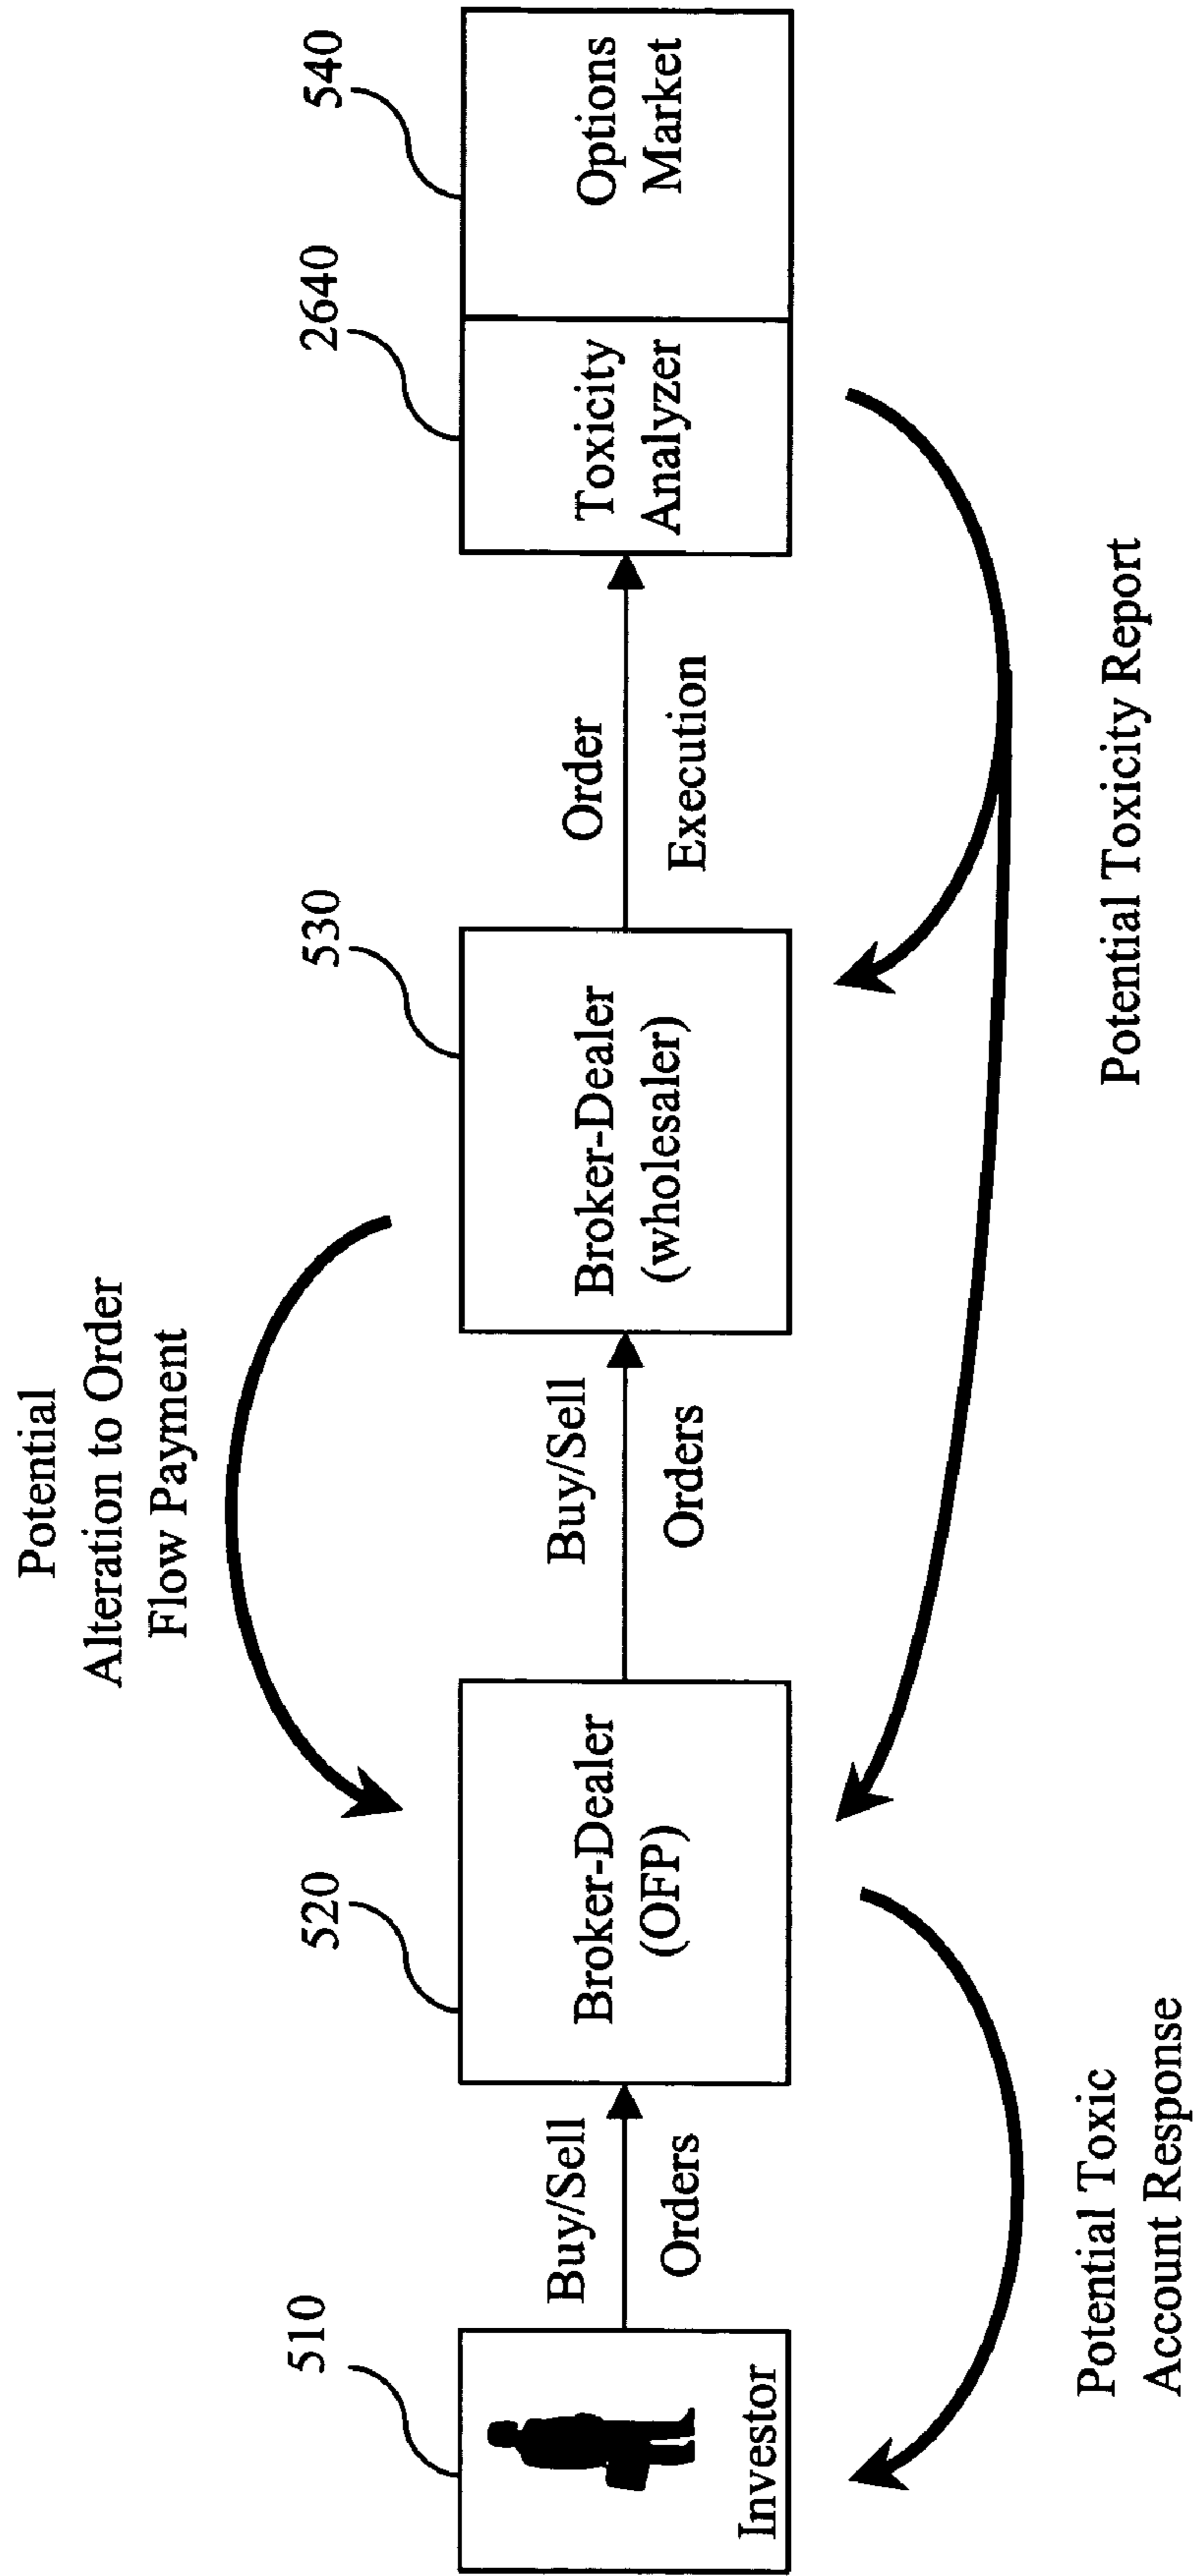 Potential
Alteration to Order
Flow Payment
510
520
530
2640
540
Investor
Buy/Sell
Orders
Broker-Dealer
(OFP)
Buy/Sell
Orders
Broker-Dealer
(wholesaler)
Order
Execution
Toxicity
Analyzer
Options
Market
Potential Toxic
Account Response
Potential Toxicity Report